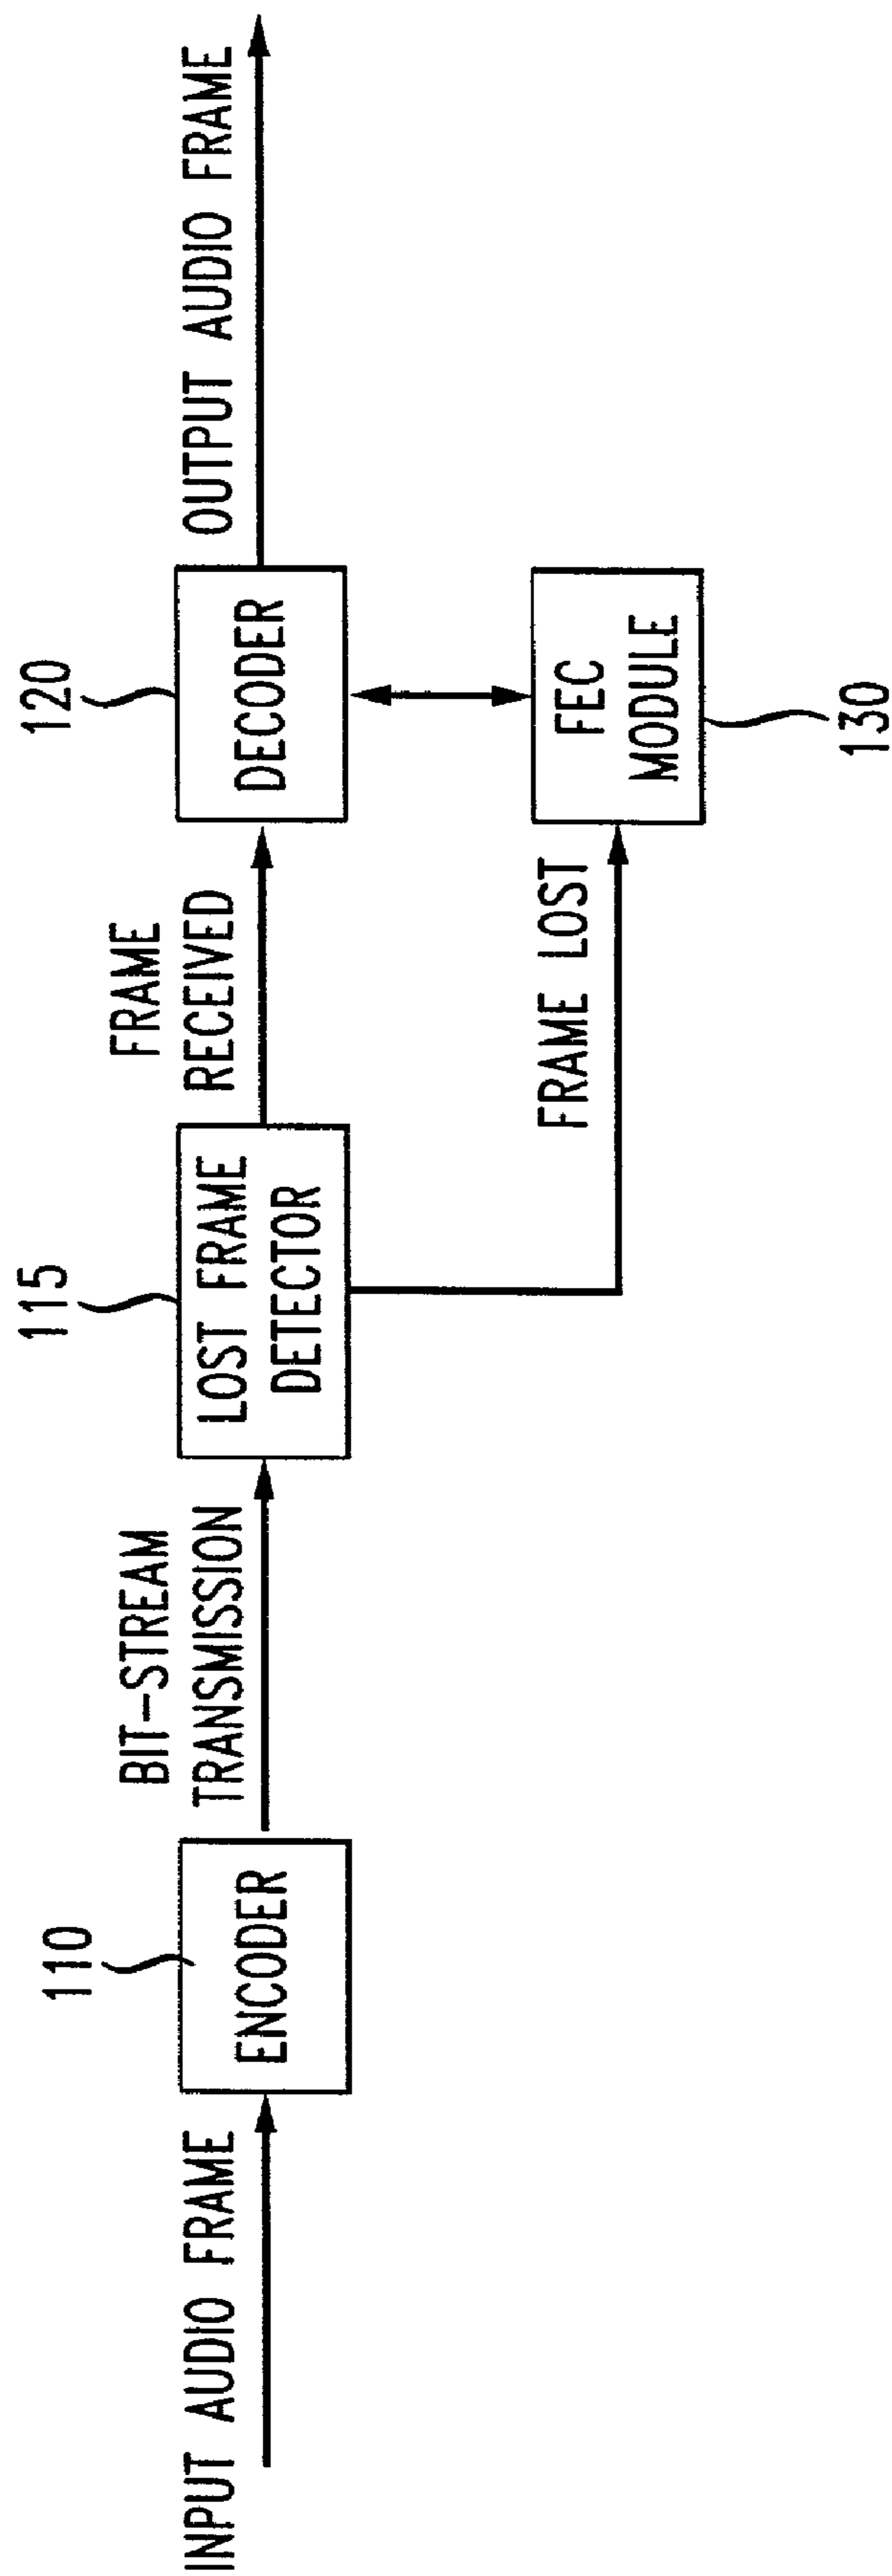 INPUT AUDIO FRAME
110
ENCODER
BIT-STREAM
TRANSMISSION
115
LOST FRAME
DETECTOR
FRAME
RECEIVED
FRAME LOST
120
DECODER
FEC
MODULE
130
OUTPUT AUDIO FRAME